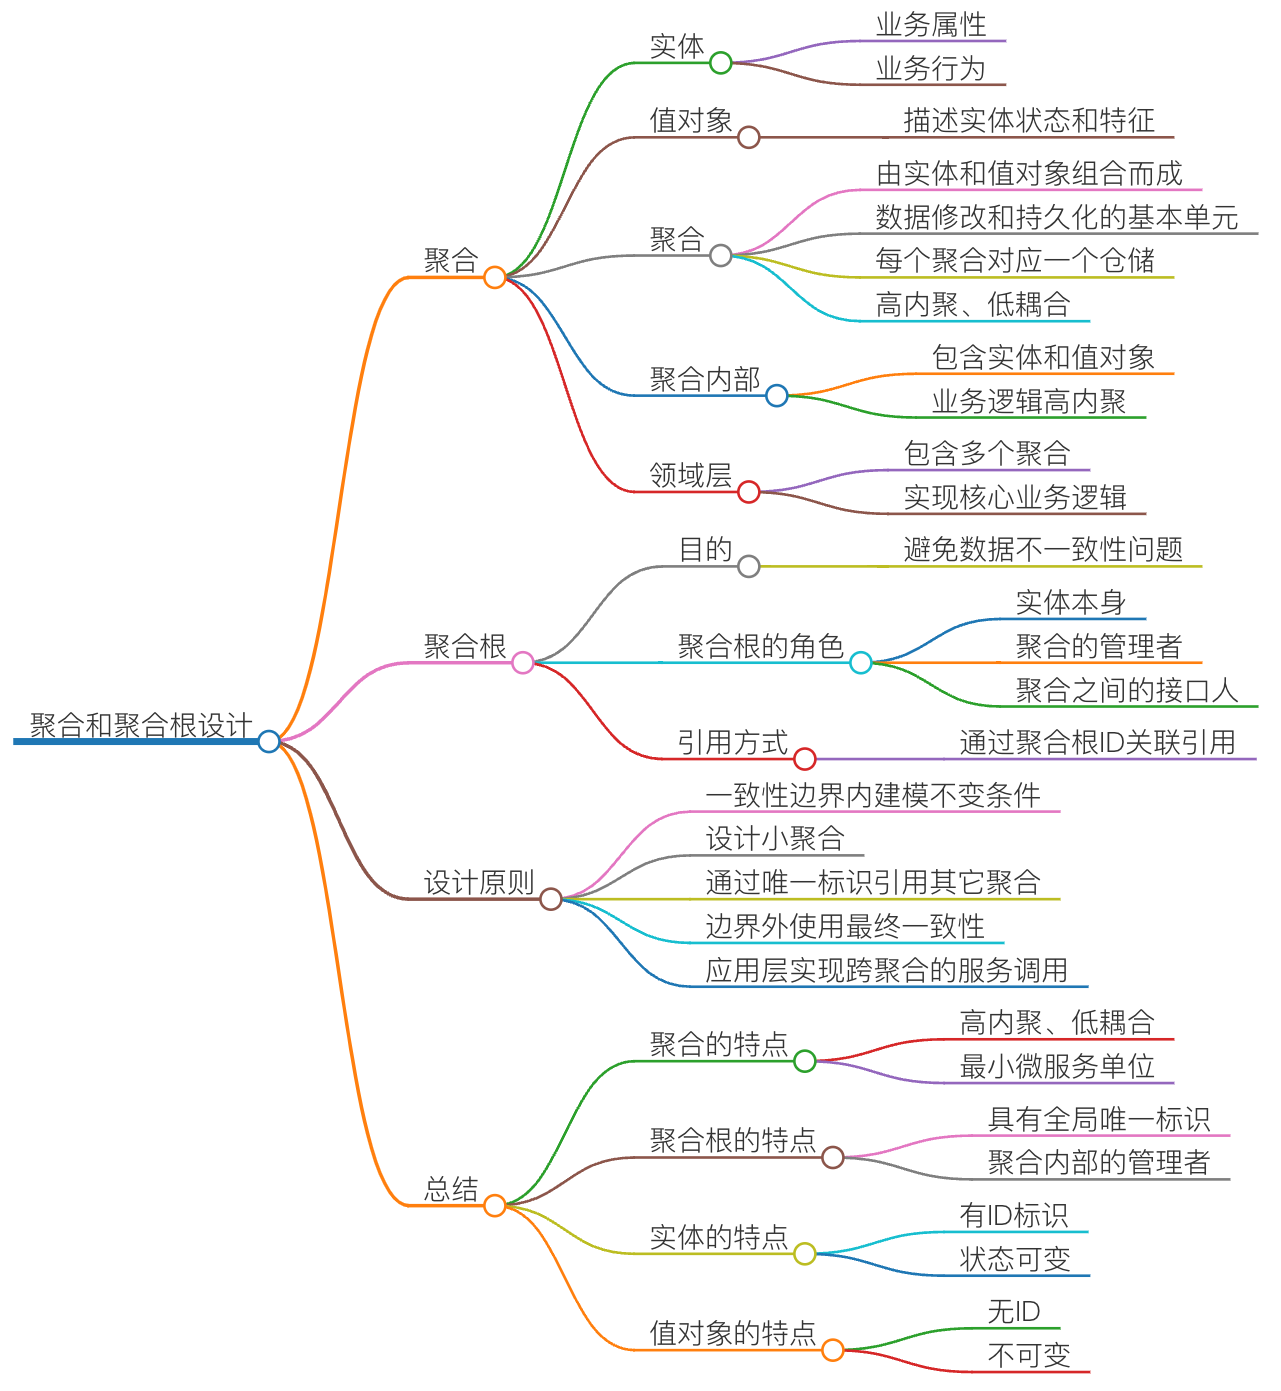 聚合和聚合根设计
聚合
实体
业务属性
业务行为
值对象
描述实体状态和特征
聚合
由实体和值对象组合而成
数据修改和持久化的基本单元
每个聚合对应一个仓储
高内聚、低耦合
聚合内部
包含实体和值对象
业务逻辑高内聚
领域层
包含多个聚合
实现核心业务逻辑
聚合根
目的
避免数据不一致性问题
聚合根的角色
实体本身
聚合的管理者
聚合之间的接口人
引用方式
通过聚合根ID关联引用
设计原则
一致性边界内建模不变条件
设计小聚合
通过唯一标识引用其它聚合
边界外使用最终一致性
应用层实现跨聚合的服务调用
总结
聚合的特点
高内聚、低耦合
最小微服务单位
聚合根的特点
具有全局唯一标识
聚合内部的管理者
实体的特点
有ID标识
状态可变
值对象的特点
无ID
不可变